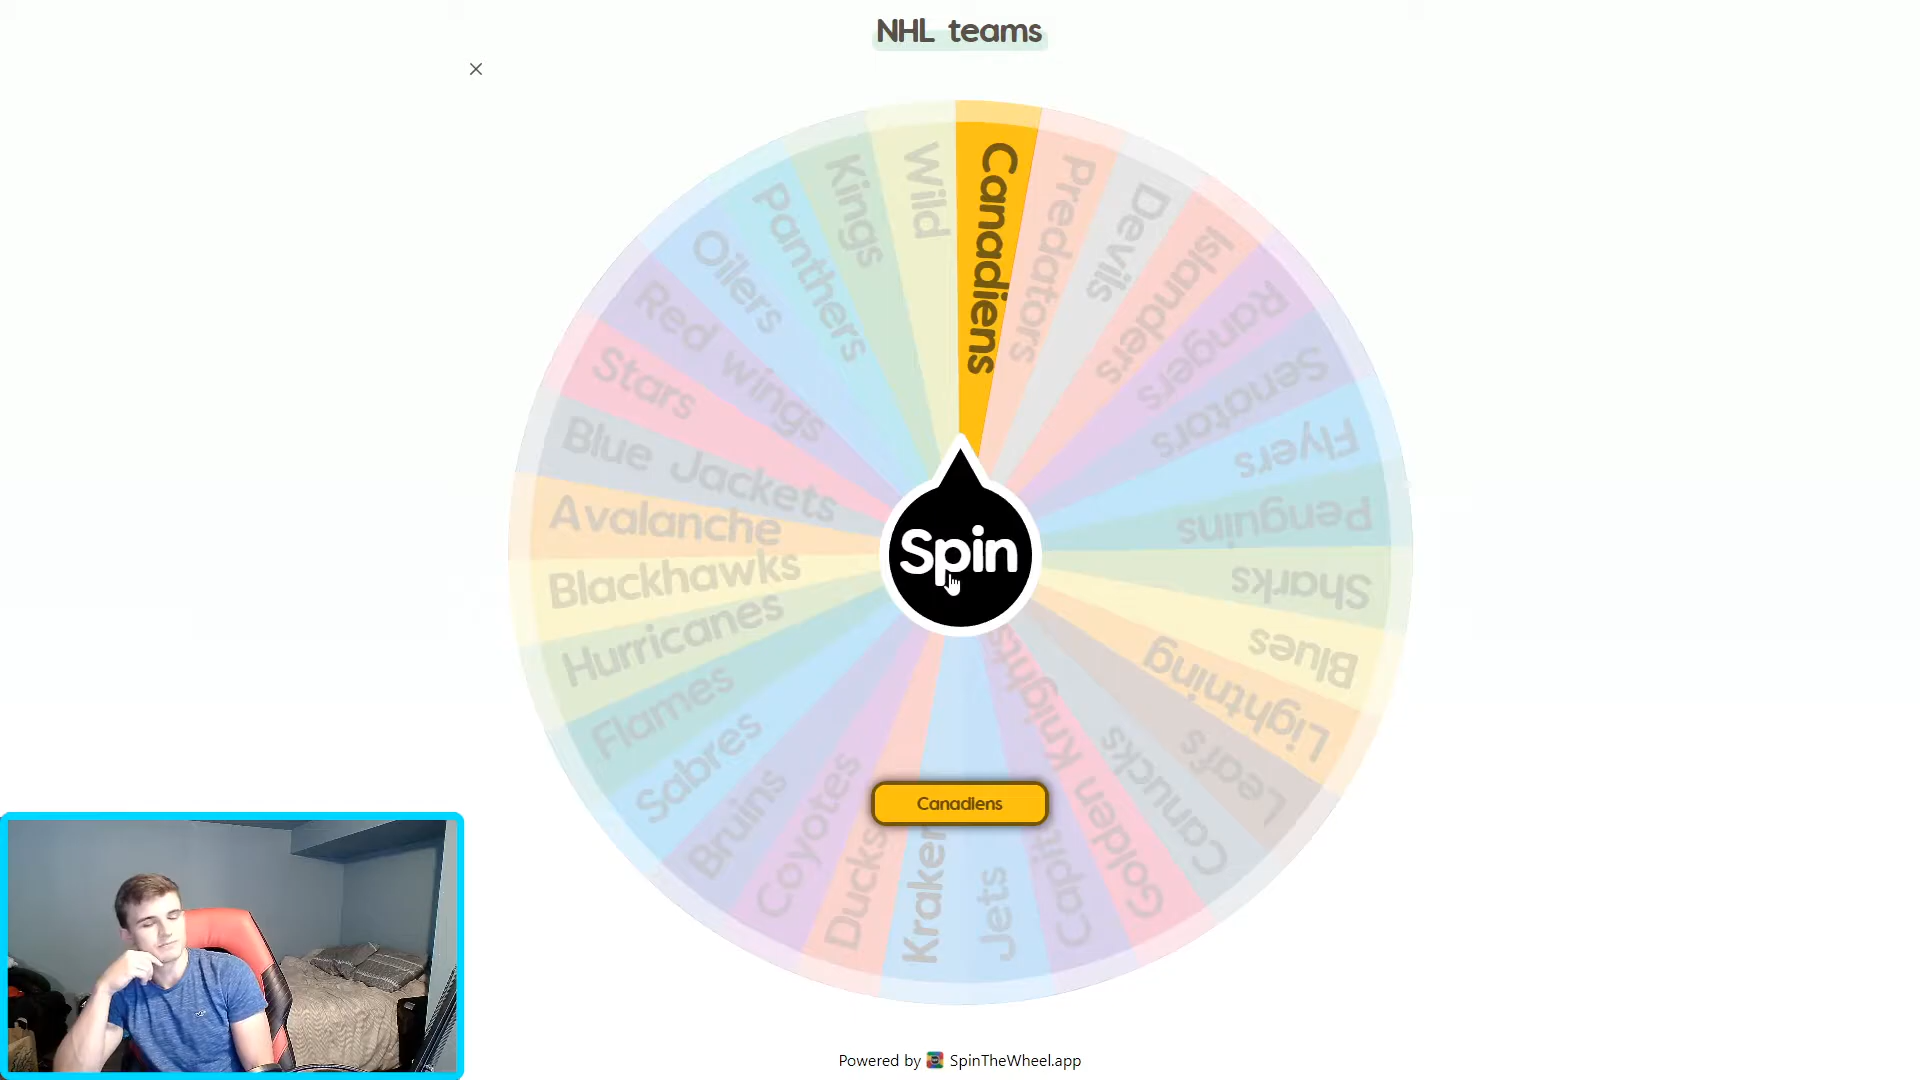 NHL teams
Wild
Canadiens
Predators
Devils
Islanders
Rangers
Senators
Flyers
Penguins
Sharks
Blues
Lightning
Leafs
Canucks
Golden Knights
Capit
Jets
Kraken
Ducks
Coyotes
Bruins
Sabres
Flames
Hurricanes
Blackhawks
Avalanche
Blue Jackets
Stars
Red wings
Oilers
Panthers
Kings
Spin
Canadiens
Powered by SpinTheWheel.app